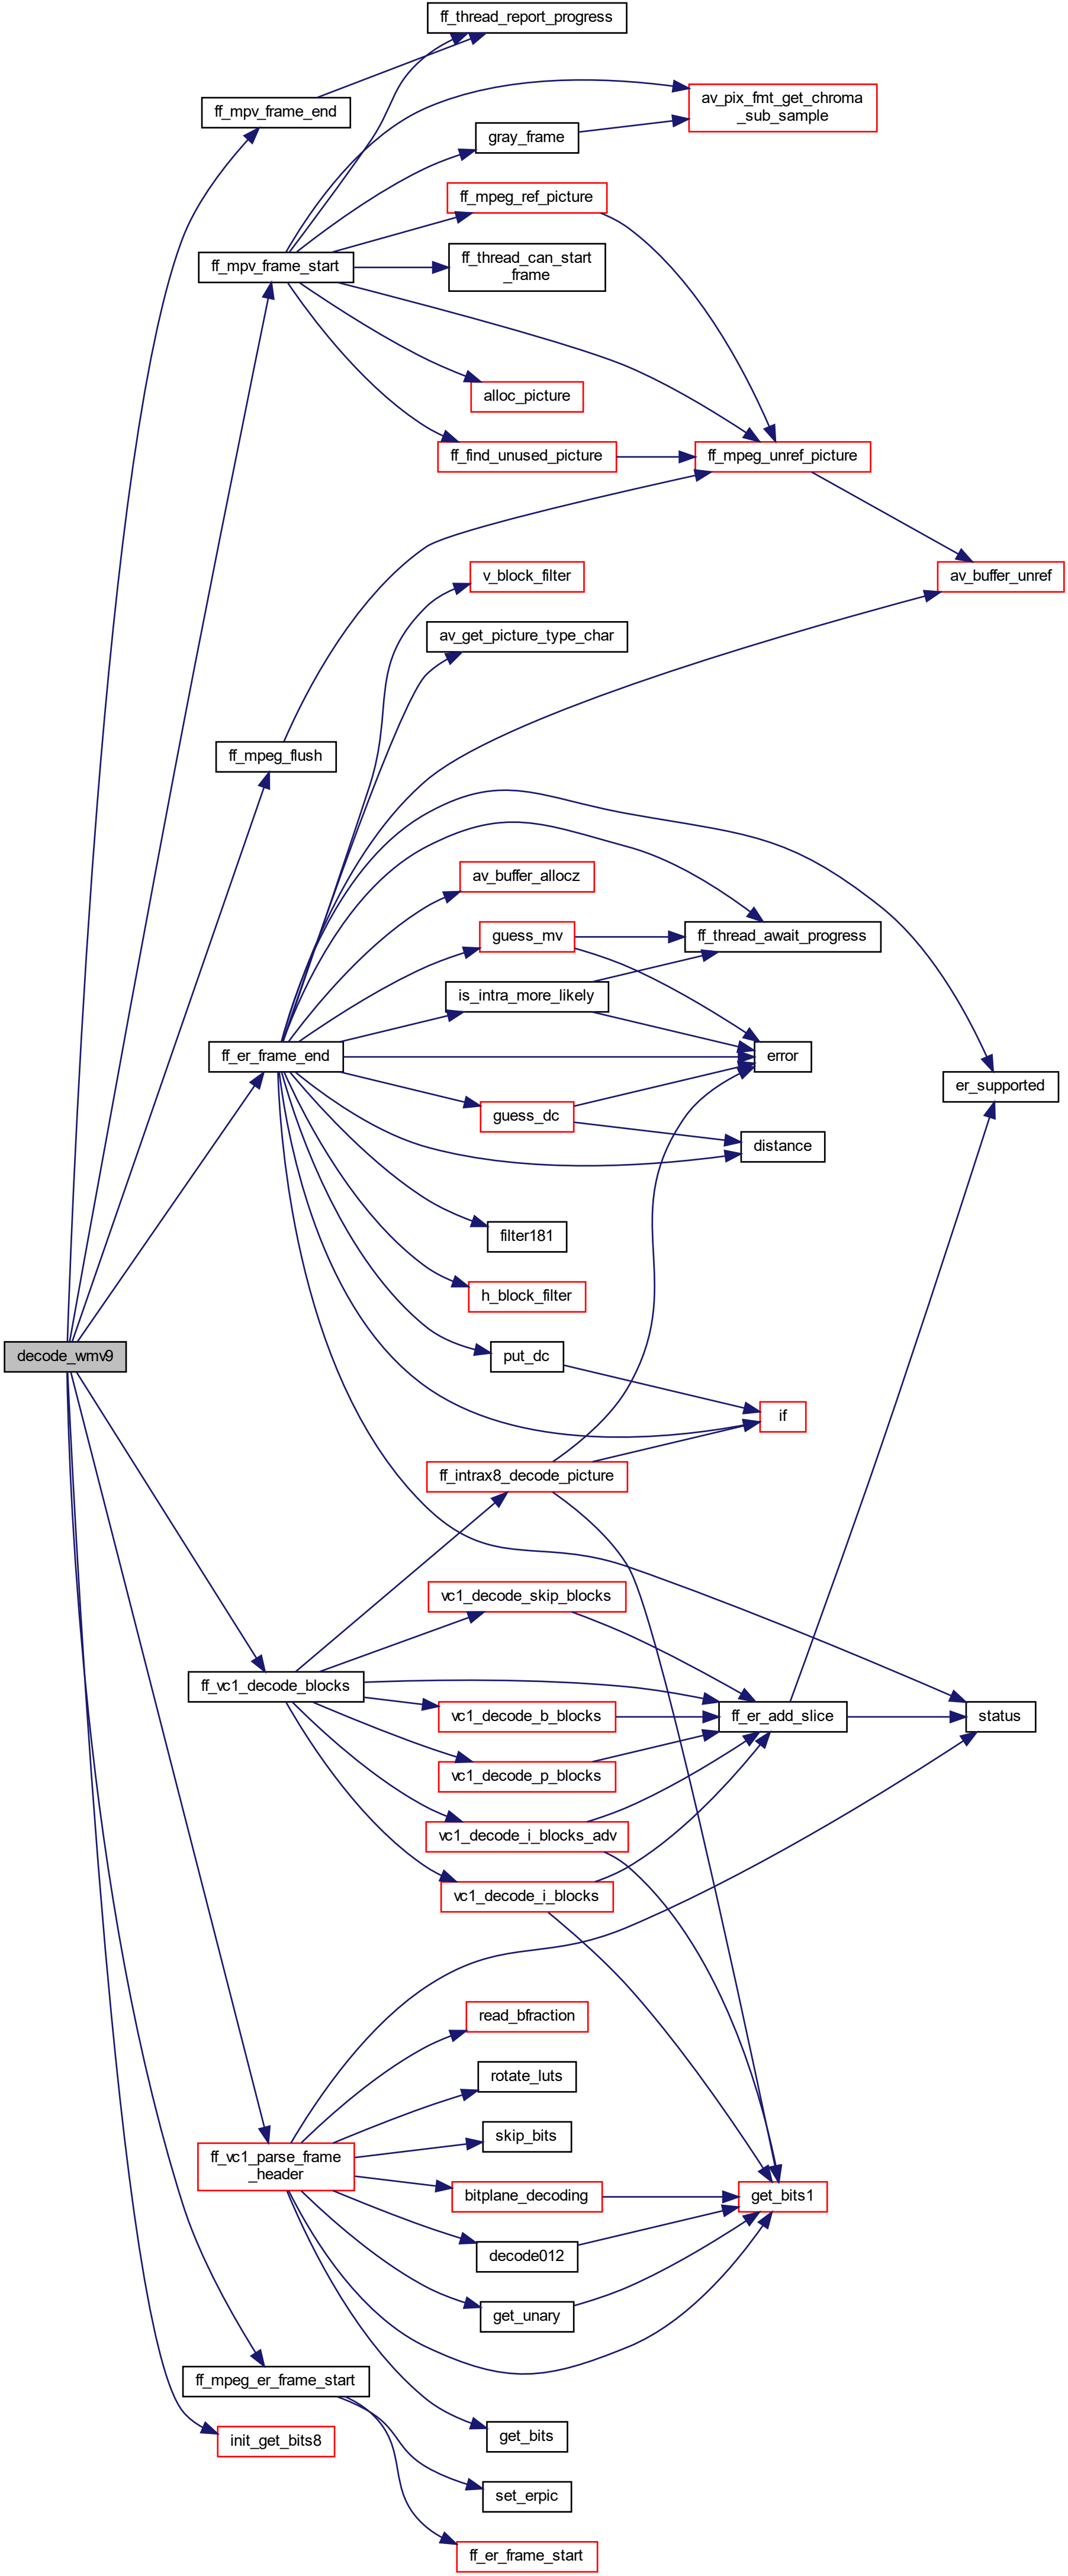 ff_thread_report_progress
ff_mpv_frame_end
av_pix_fmt_get_chroma
_sub_sample
gray_frame
ff_mpeg_ref_picture
ff_mpv_frame_start
ff_thread_can_start
_frame
alloc_picture
ff_find_unused_picture
ff_mpeg_unref_picture
v_block_filter
av_buffer_unref
av_get_picture_type_char
ff_mpeg_flush
av_buffer_allocz
guess_mv
ff_thread_await_progress
is_intra_more_likely
ff_er_frame_end
error
er_supported
guess_dc
distance
filter181
h_block_filter
decode_wmv9
put_dc
if
ff_intrax8_decode_picture
vc1_decode_skip_blocks
ff_vc1_decode_blocks
vc1_decode_b_blocks
ff_er_add_slice
status
vc1_decode_p_blocks
vc1_decode_i_blocks_adv
vc1_decode_i_blocks
read_bfraction
rotate_luts
skip_bits
ff_vc1_parse_frame
_header
bitplane_decoding
get_bits1
decode012
get_unary
ff_mpeg_er_frame_start
get_bits
init_get_bits8
set_erpic
ff_er_frame_start